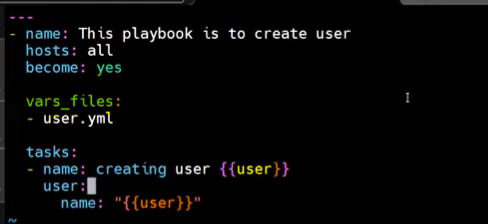 ---
- name: This playbook is to create user
  hosts: all
  become: yes

  vars_files:
  - user.yml

  tasks:
  - name: creating user {{user}}
    user:
      name: "{{user}}"
~